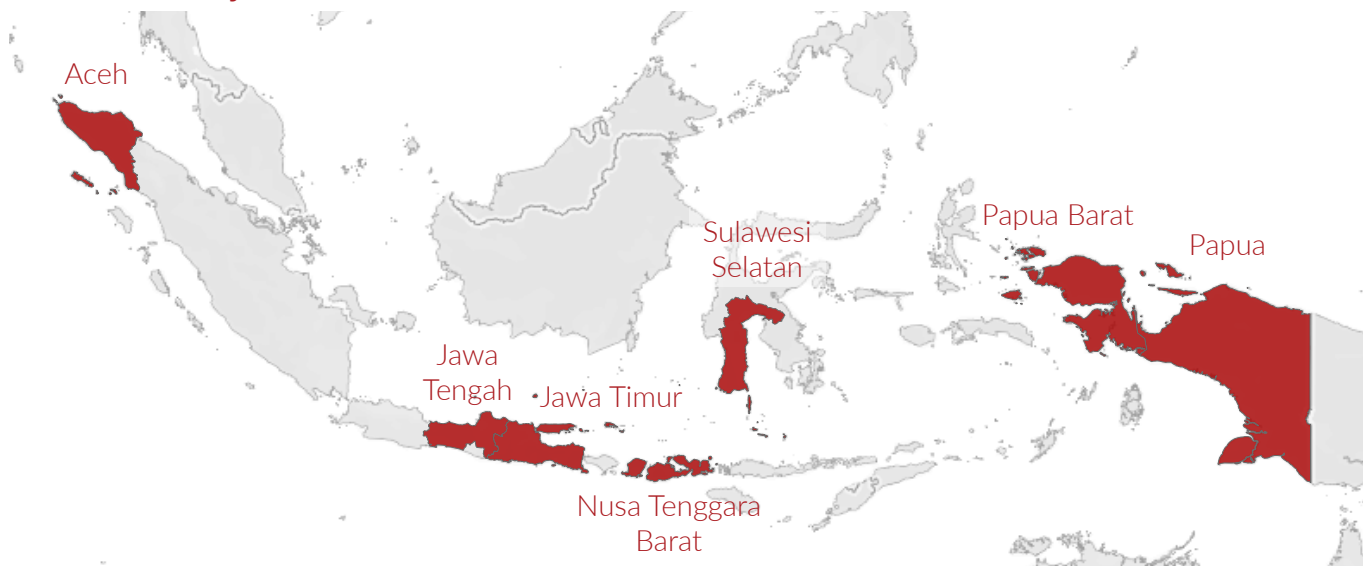 Aceh
Papua Barat
Papua
Sulawesi
Selatan
Jawa
Tengah
Jawa Timur
Nusa Tenggara
Barat